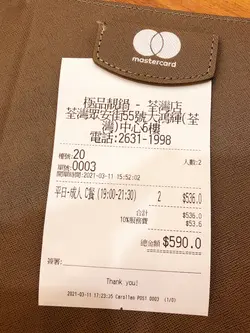 mastercard
極品靚鍋 - 荃灣店
荃灣眾安街55號大鴻輝(荃
灣)中心6樓
電話:2631-1998
檯號:20
人數:2
單號:0003
開單時間:2021-03-11 15:52:02
平日-成人 C餐 (19:00-21:30) 2 $536.0
合計 $536.0
10%服務費 $53.6
總金額 $590.0
簽署:
Thank you!
2021-03-11 17:23:35 Carollee POS1 0003 (1/0)